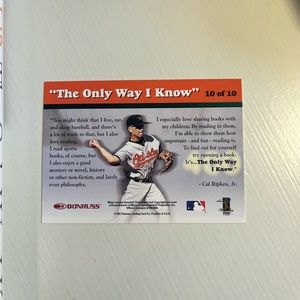 "The Only Way I Know" 10 of 10
"You might think that I live, eat,
and sleep baseball, and there's
a lot of truth to that, but I also
love reading.
I read sports
books, of course,
but I also enjoy a good
mystery or novel, history
or other non-fiction, and lately
even philosophy.
I especially love sharing books with
my children. By reading to them,
I'm able to show them how
important - and fun - reading is.
To find out for yourself
try opening a book.
It's...The Only Way
I Know."
- Cal Ripken, Jr.
Orioles
DONRUSS